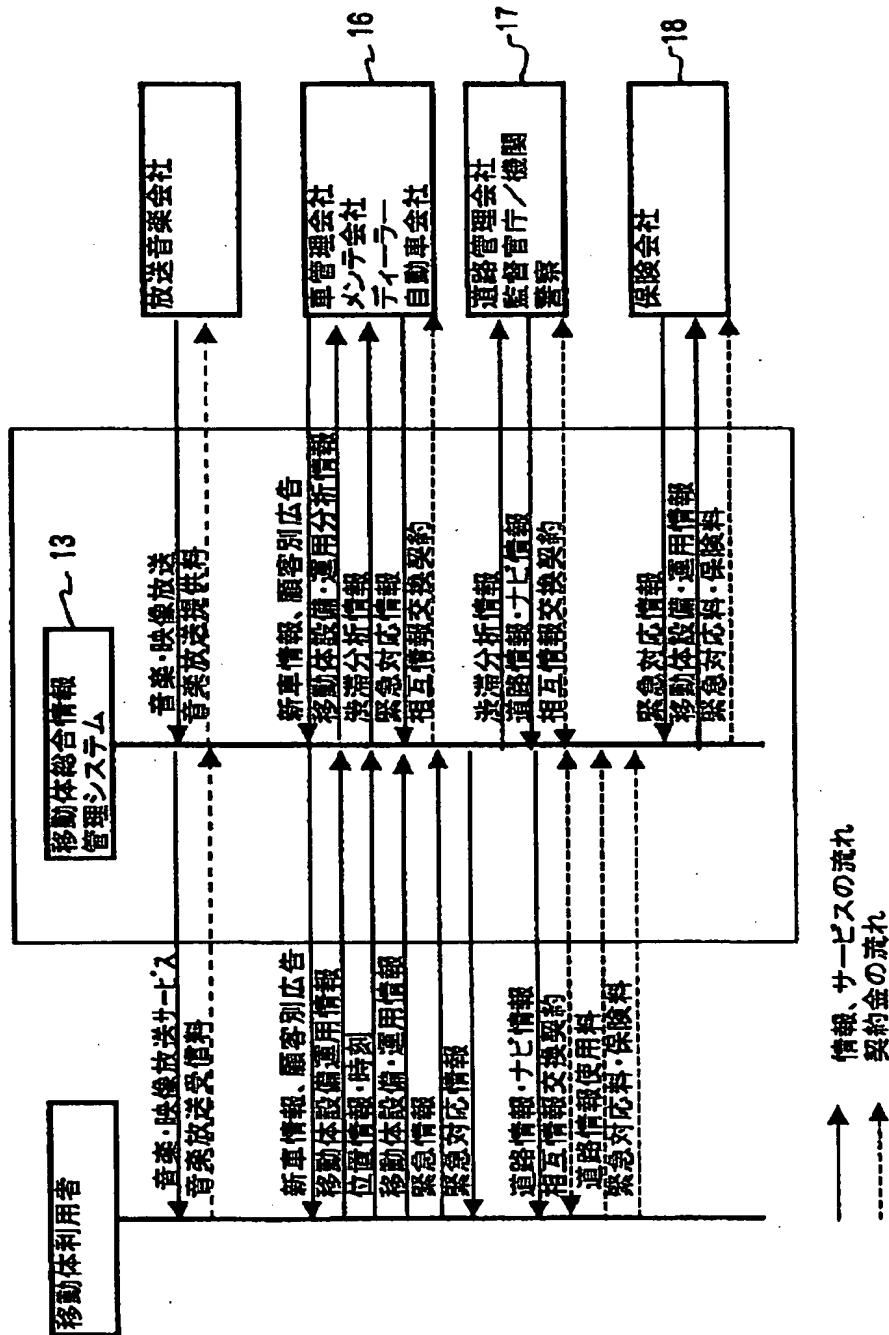 移動体利用者
移動体総合情報
管理システム
13
放送音楽会社
音楽・映像放送サービス
音楽放送受信料
音楽・映像放送
音楽放送提供料
車管理会社
メンテ会社
ディーラー
自動車会社
16
新車情報、顧客別広告
移動体設備運用情報
位置情報・時刻
移動体設備・運用情報
緊急情報
緊急対応情報
新車情報、顧客別広告
移動体設備・運用分析情報
渋滞分析情報
緊急対応情報
相互情報交換契約
道路管理会社
監督官庁/機関
警察
17
道路情報・ナビ情報
相互情報交換契約
道路情報使用料
緊急対応料・保険料
渋滞分析情報
道路情報・ナビ情報
相互情報交換契約
保険会社
18
緊急対応情報
移動体設備・運用情報
緊急対応料・保険料
情報、サービスの流れ
契約金の流れ